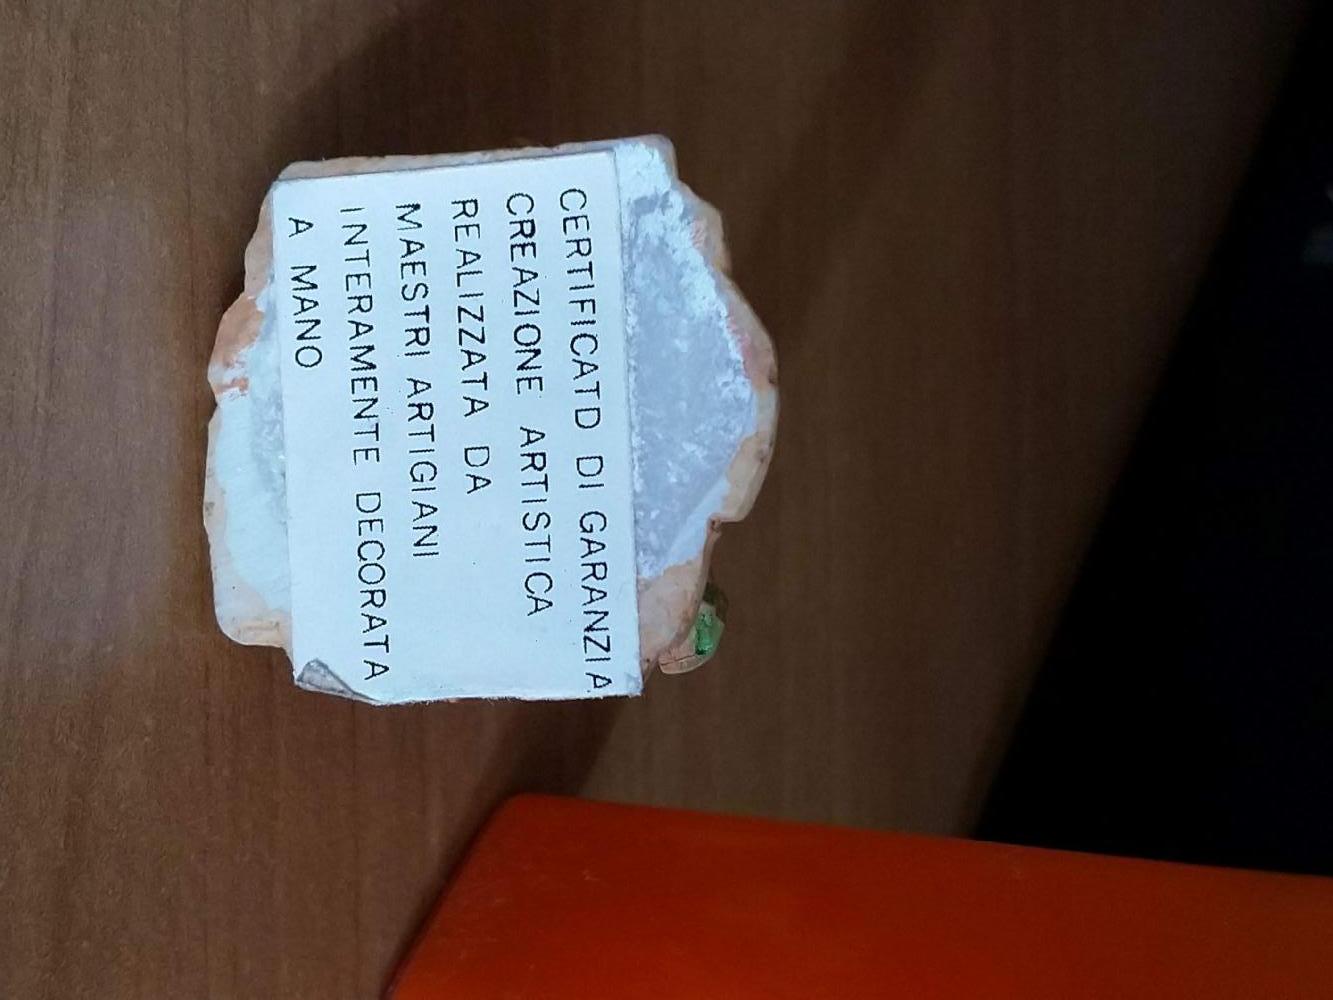 CERTIFICATO DI GARANZIA
CREAZIONE ARTISTICA
REALIZZATA DA
MAESTRI ARTIGIANI
INTERAMENTE DECORATA
A MANO